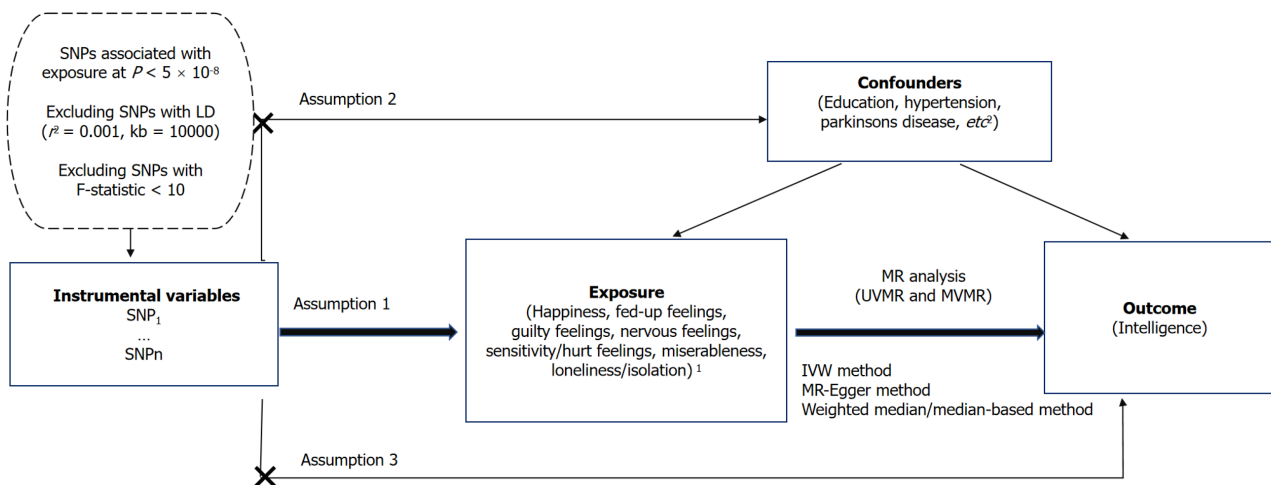 SNPs associated with
exposure at P < 5 × 10⁻⁸
Excluding SNPs with LD
(r² = 0.001, kb = 10000)
Excluding SNPs with
F-statistic < 10
Assumption 2
Confounders
(Education, hypertension,
parkinsons disease, etc²)
Instrumental variables
SNP₁
...
SNPn
Assumption 1
Exposure
(Happiness, fed-up feelings,
guilty feelings, nervous feelings,
sensitivity/hurt feelings, miserableness,
loneliness/isolation) ¹
MR analysis
(UVMR and MVMR)
IVW method
MR-Egger method
Weighted median/median-based method
Outcome
(Intelligence)
Assumption 3